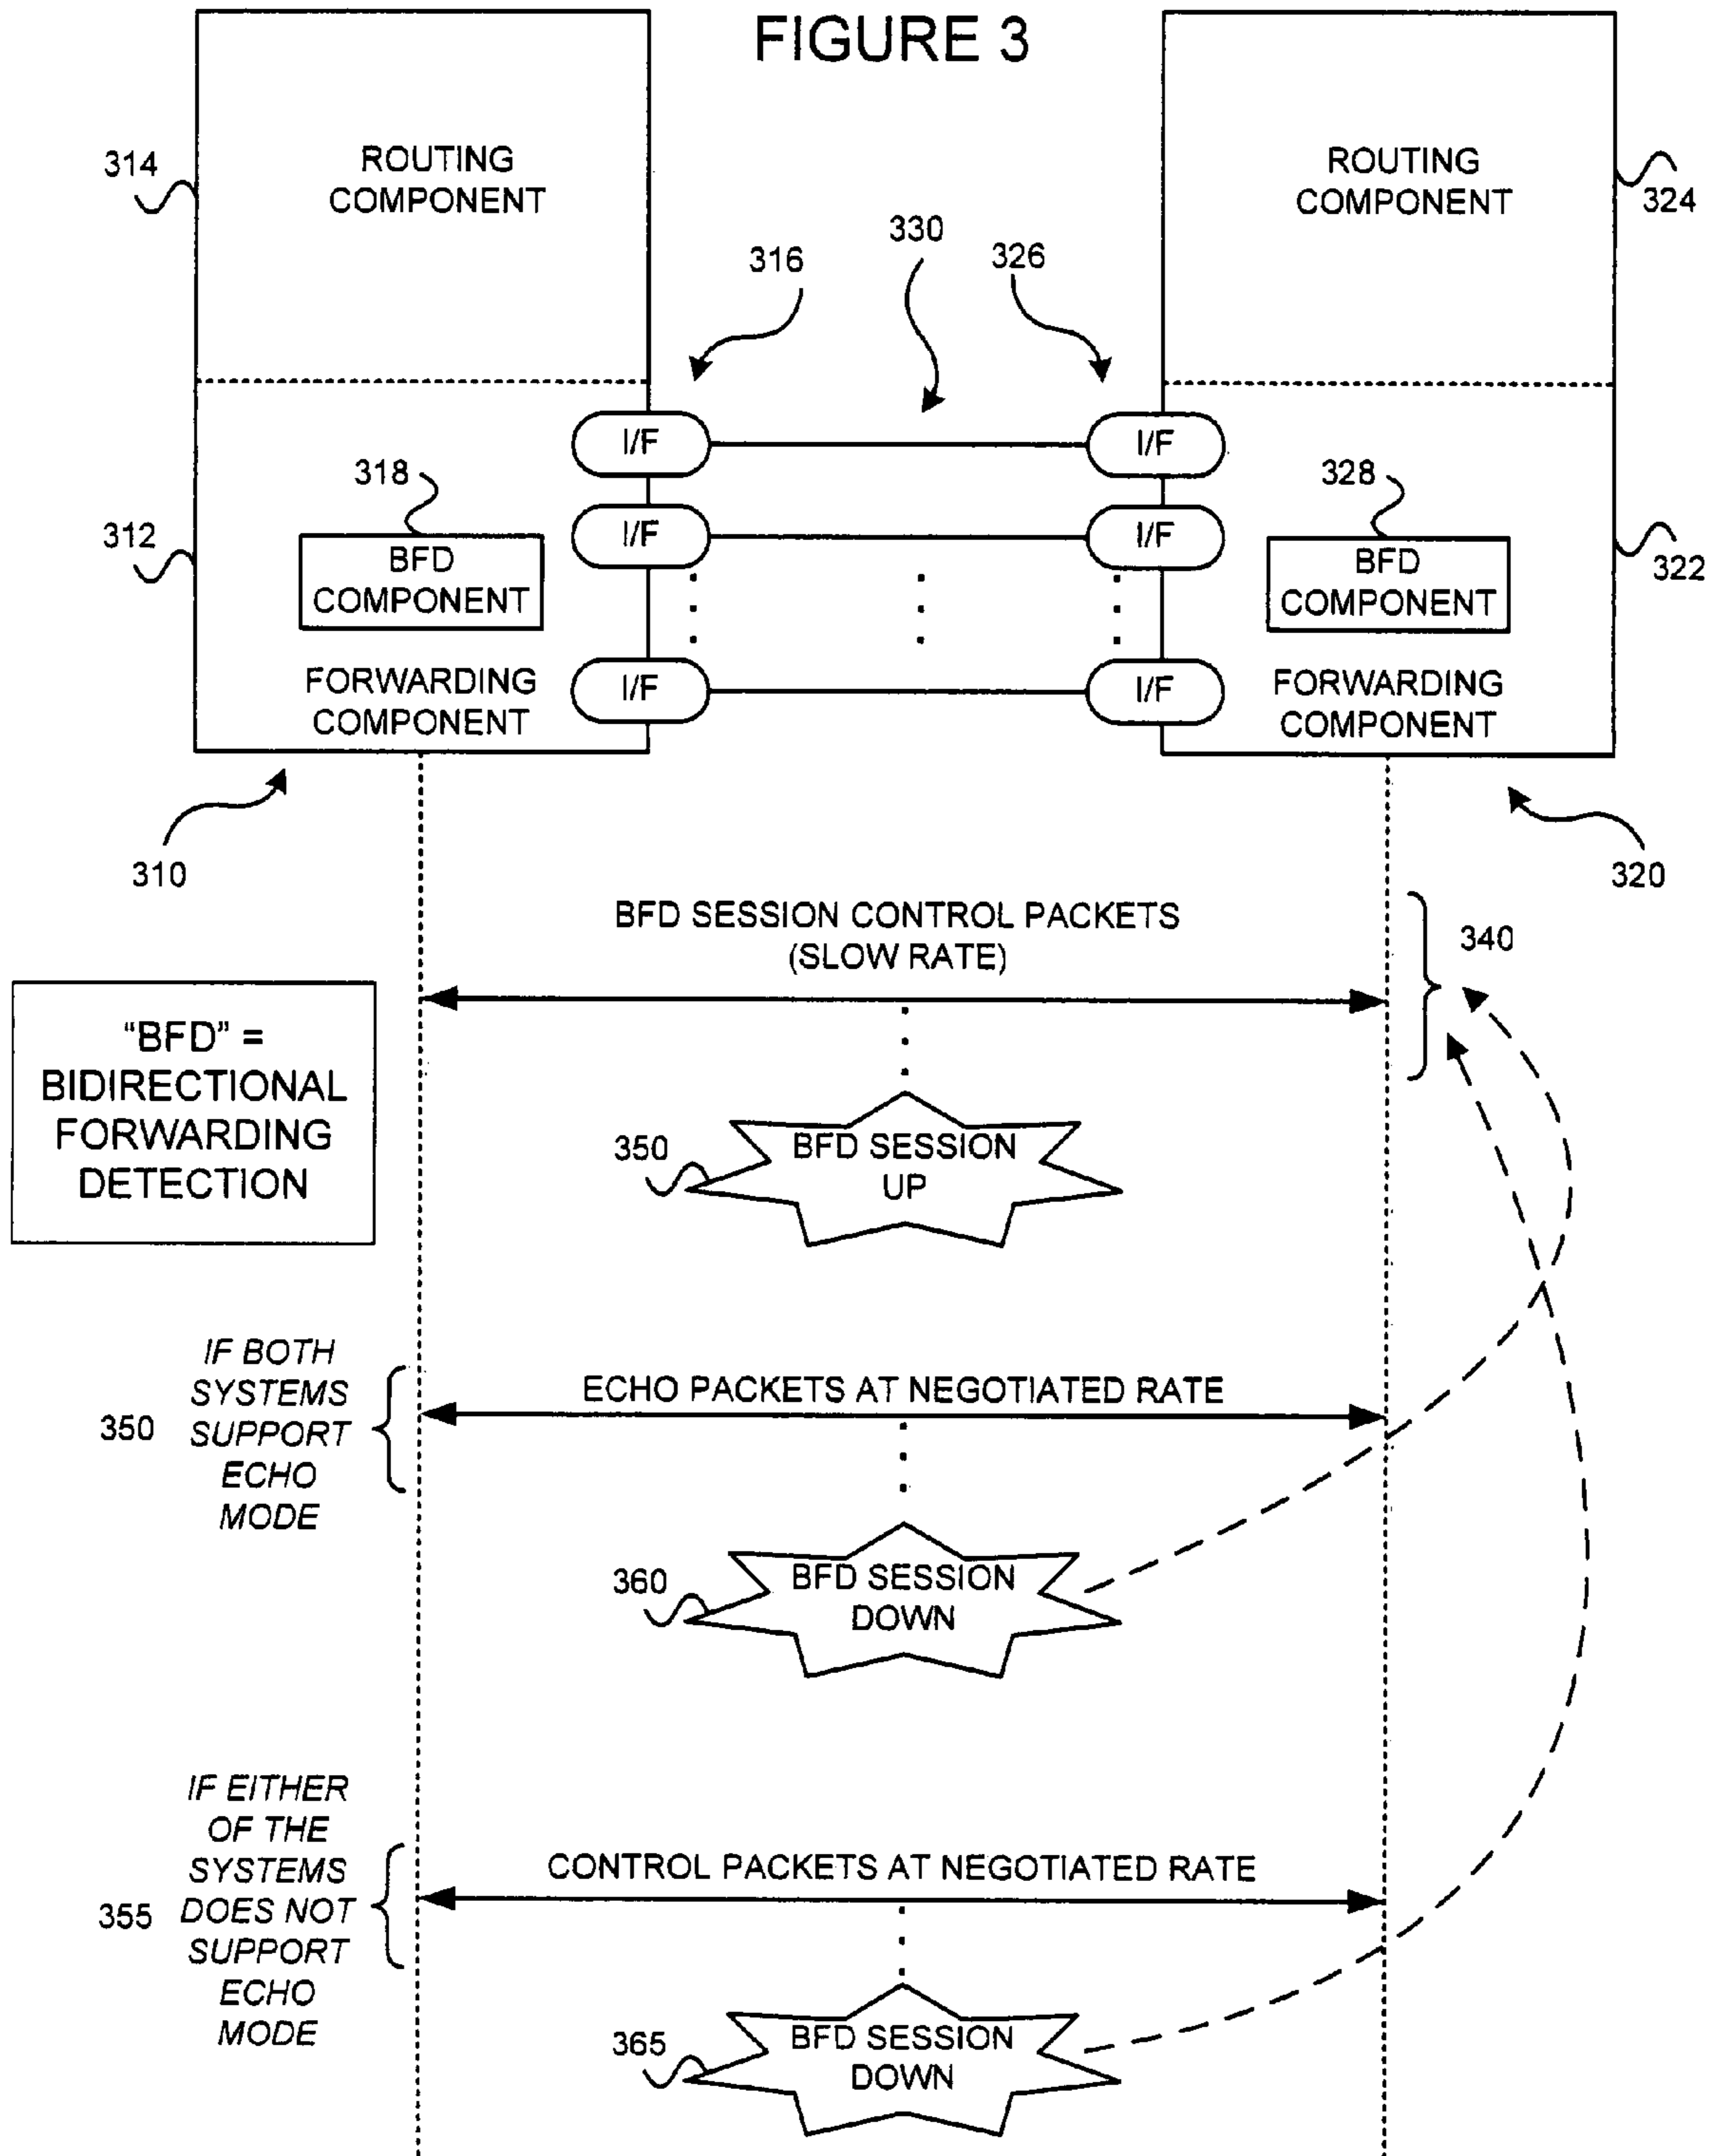 FIGURE 3
314
ROUTING
COMPONENT
ROUTING
COMPONENT
324
316
330
326
I/F
I/F
318
328
312
I/F
I/F
322
BFD
COMPONENT
BFD
COMPONENT
FORWARDING
COMPONENT
I/F
I/F
FORWARDING
COMPONENT
310
320
BFD SESSION CONTROL PACKETS
(SLOW RATE)
340
"BFD" =
BIDIRECTIONAL
FORWARDING
DETECTION
350
BFD SESSION
UP
350
IF BOTH
SYSTEMS
SUPPORT
ECHO
MODE
ECHO PACKETS AT NEGOTIATED RATE
360
BFD SESSION
DOWN
355
IF EITHER
OF THE
SYSTEMS
DOES NOT
SUPPORT
ECHO
MODE
CONTROL PACKETS AT NEGOTIATED RATE
365
BFD SESSION
DOWN